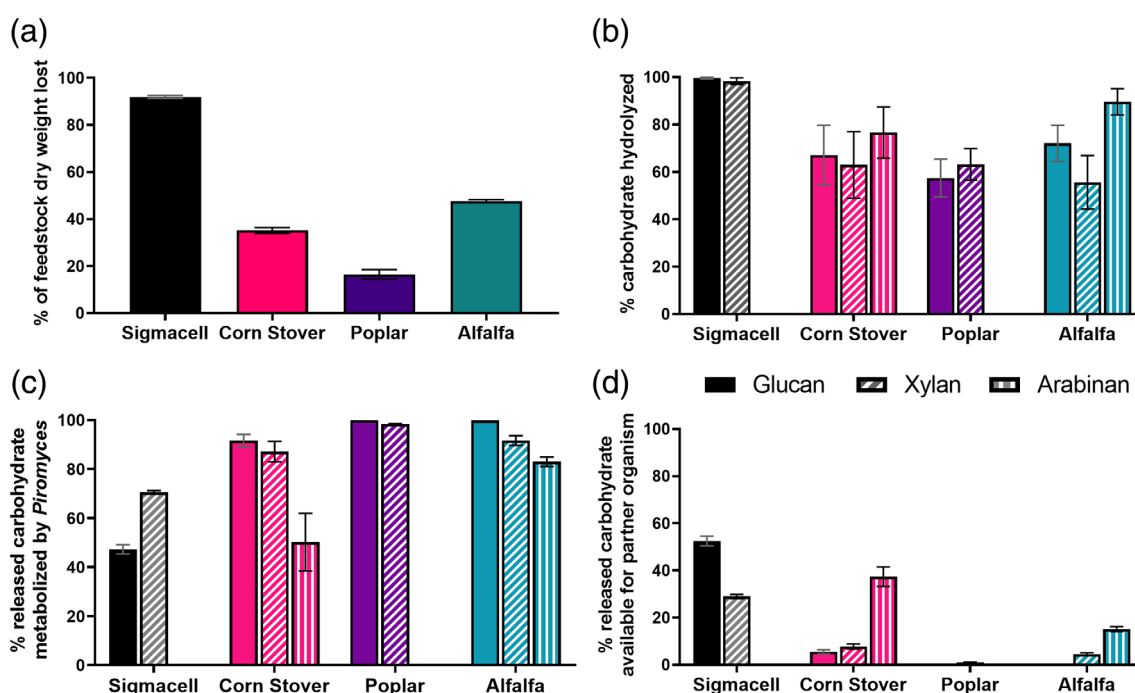 (a)
% of feedstock dry weight lost
100
80
60
40
20
0
Sigmacell Corn Stover Poplar Alfalfa
(b)
% carbohydrate hydrolyzed
100
80
60
40
20
0
Sigmacell Corn Stover Poplar Alfalfa
(c)
% released carbohydrate
metabolized by Piromyces
100
80
60
40
20
0
Sigmacell Corn Stover Poplar Alfalfa
(d)
Glucan Xylan Arabinan
% released carbohydrate
available for partner organism
100
80
60
40
20
0
Sigmacell Corn Stover Poplar Alfalfa